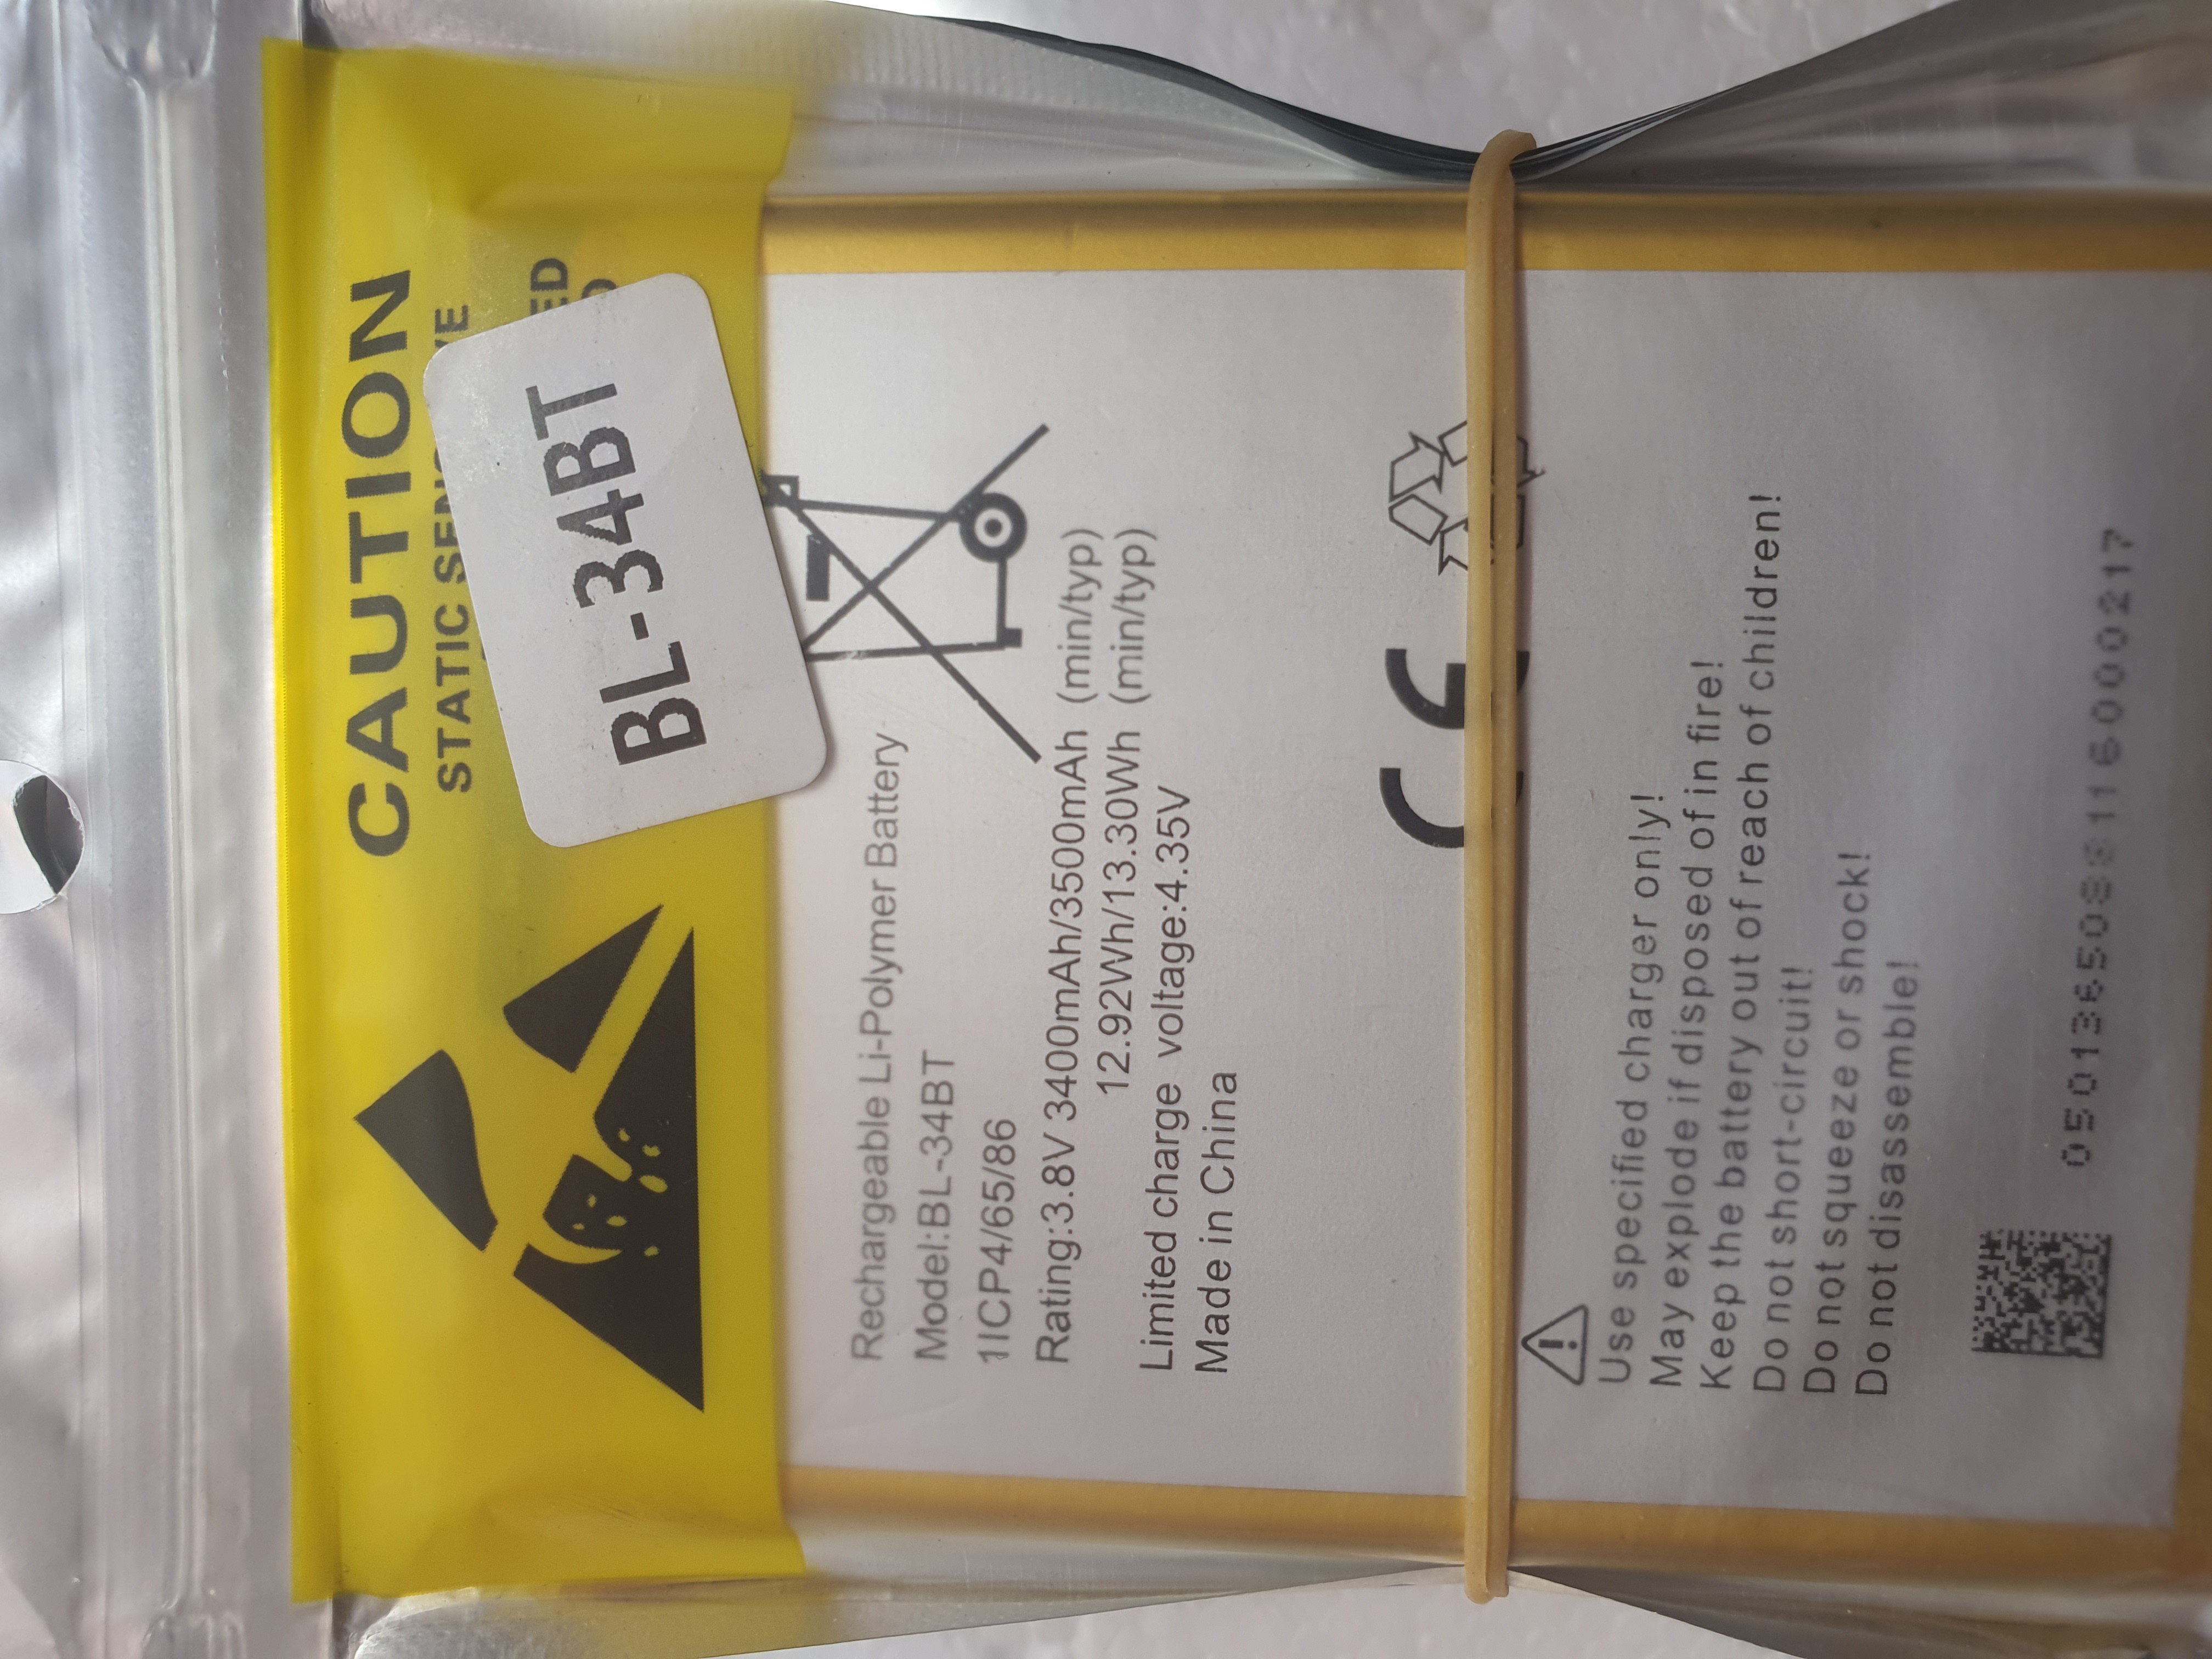 CAUTION
STATIC
BL-34BT
Rechargeable Li-Polymer Battery
Model:BL-34BT
1ICP4/65/86
Rating:3.8V 3400mAh/3500mAh (min/typ)
12.92Wh/13.30Wh (min/typ)
Limited charge voltage:4.35V
Made in China
CE
Use specified charger only!
May explode if disposed of in fire!
Keep the battery out of reach of children!
Do not short-circuit!
Do not squeeze or shock!
Do not disassemble!